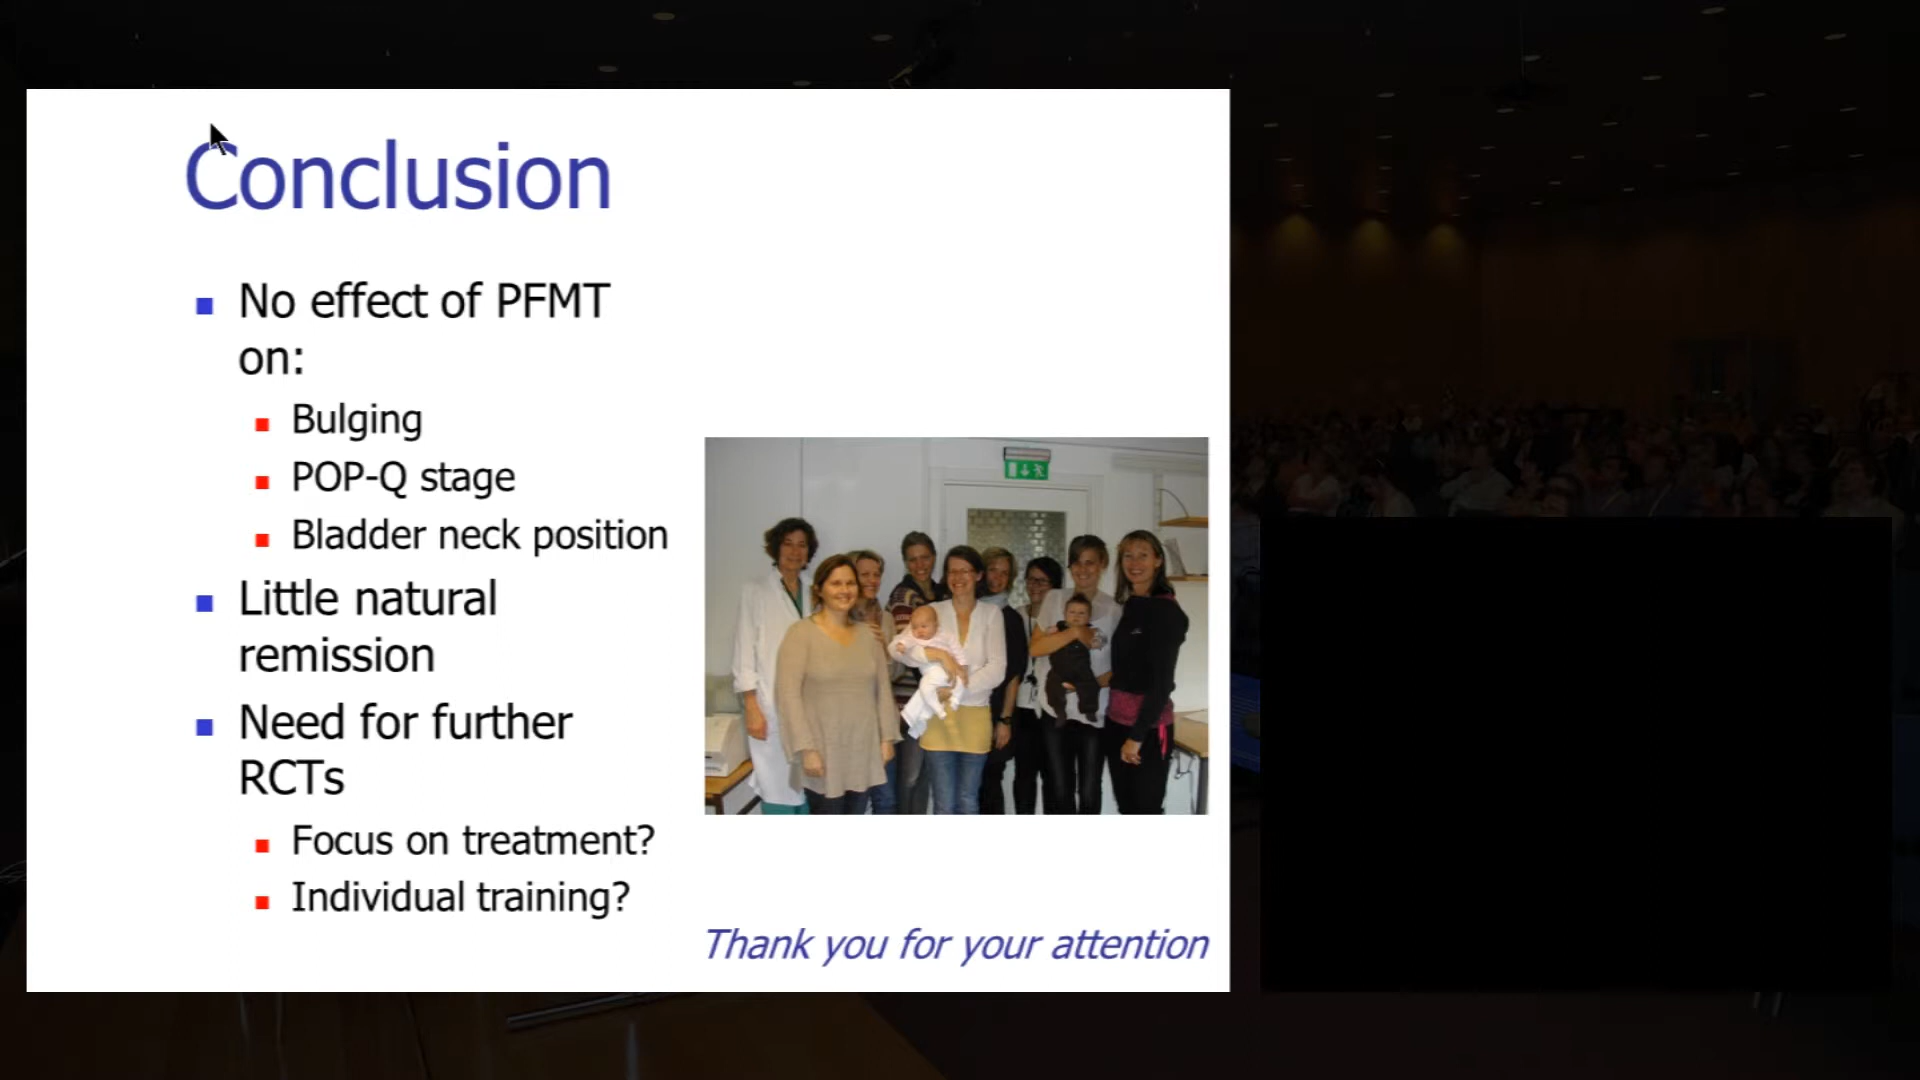 Conclusion
No effect of PFMT
on:
Bulging
POP-Q stage
Bladder neck position
Little natural
remission
Need for further
RCTs
Focus on treatment?
Individual training?
Thank you for your attention